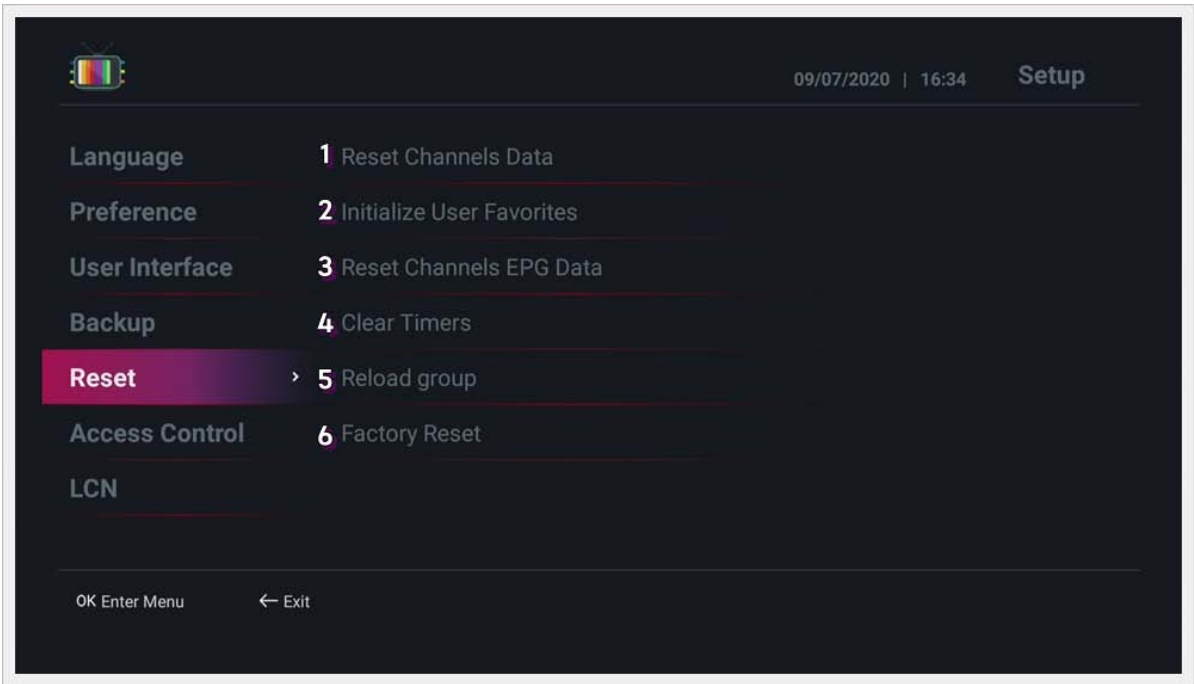 09/07/2020 | 16:34 Setup
Language
1 Reset Channels Data
Preference
2 Initialize User Favorites
User Interface
3 Reset Channels EPG Data
Backup
4 Clear Timers
Reset >
5 Reload group
Access Control
6 Factory Reset
LCN
OK Enter Menu
← Exit